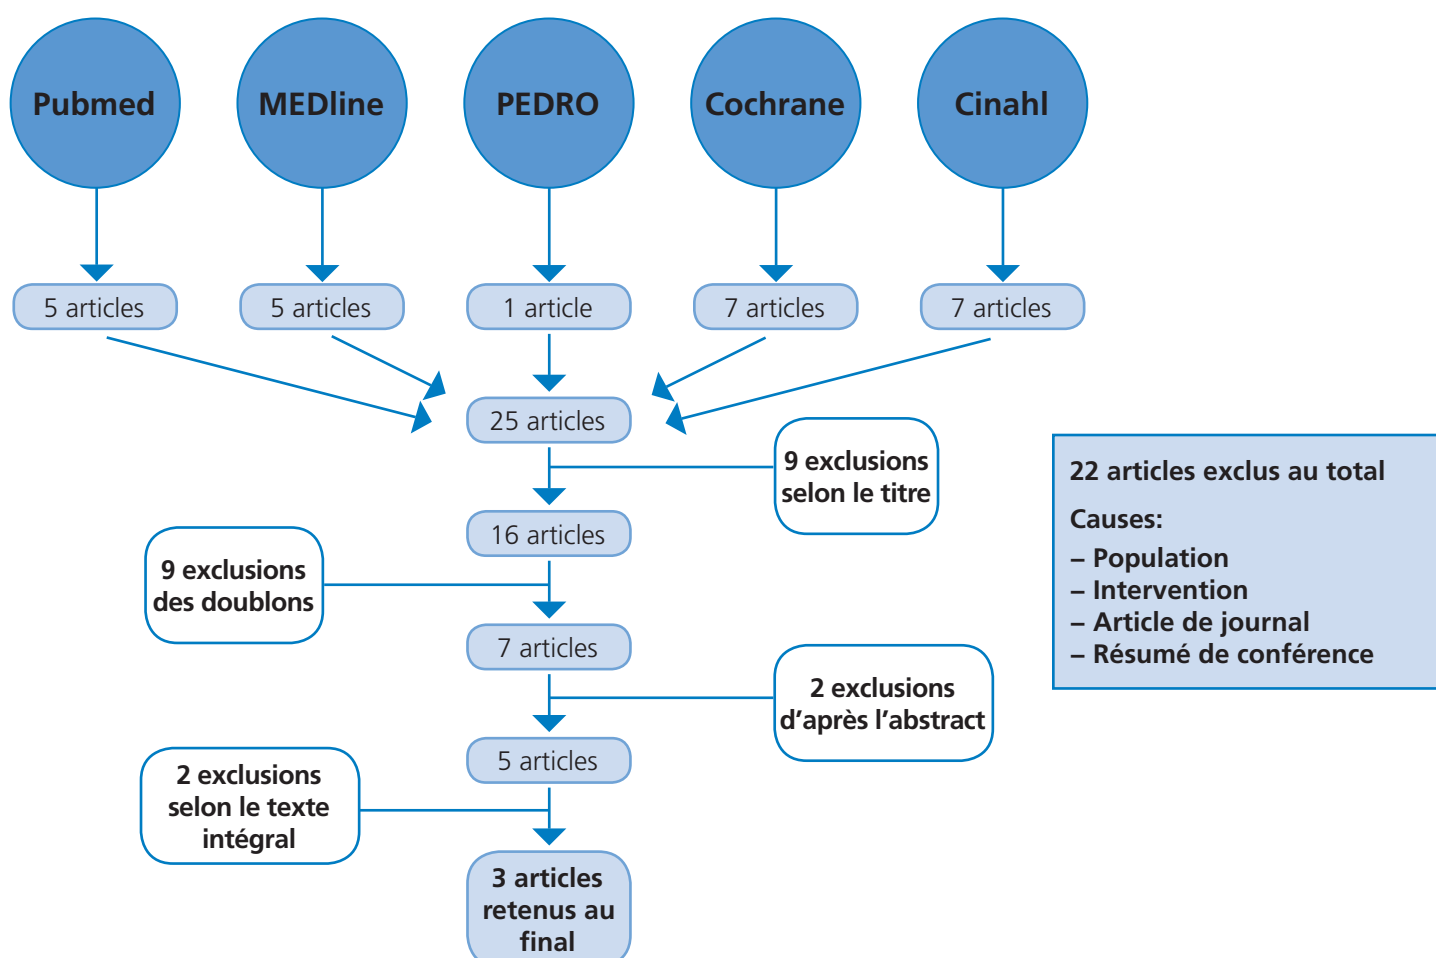 Pubmed
MEDline
PEDRO
Cochrane
Cinahl
5 articles
5 articles
1 article
7 articles
7 articles
25 articles
9 exclusions
selon le titre
16 articles
9 exclusions
des doublons
7 articles
2 exclusions
d'après l'abstract
5 articles
2 exclusions
selon le texte
intégral
3 articles
retenus au
final
22 articles exclus au total
Causes:
– Population
– Intervention
– Article de journal
– Résumé de conférence